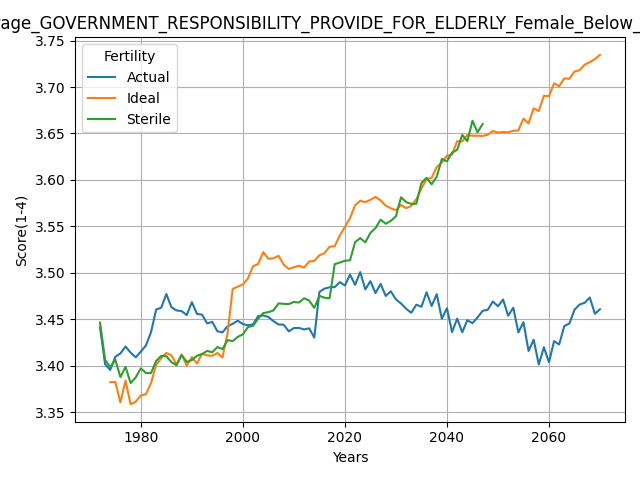 rage_GOVERNMENT_RESPONSIBILITY_PROVIDE_FOR_ELDERLY_Female_Below_
Fertility
Actual
Ideal
Sterile
3.75
3.70
3.65
3.60
3.55
3.50
3.45
3.40
3.35
Score(1-4)
1980
2000
2020
2040
2060
Years